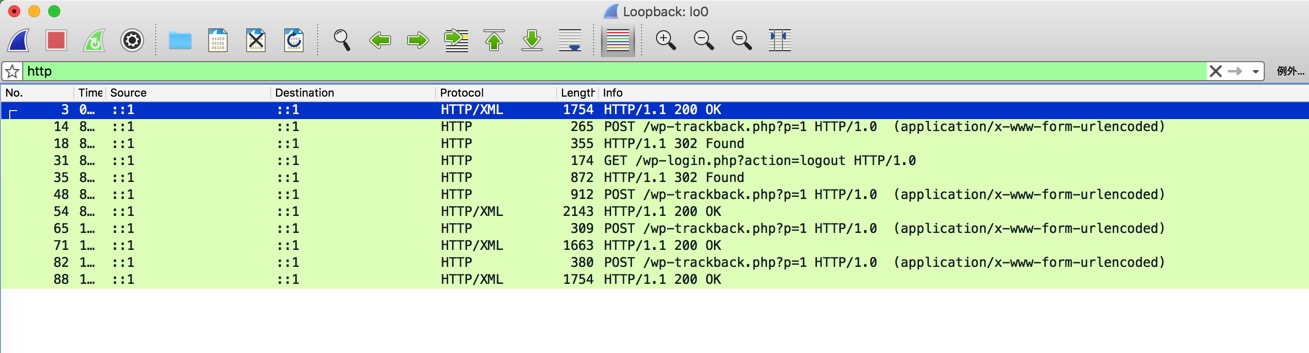 Loopback: lo0
http
例外…
No. Time Source Destination Protocol Length Info
3 0… ::1 ::1 HTTP/XML 1754 HTTP/1.1 200 OK
14 8… ::1 ::1 HTTP 265 POST /wp-trackback.php?p=1 HTTP/1.0 (application/x-www-form-urlencoded)
18 8… ::1 ::1 HTTP 355 HTTP/1.1 302 Found
31 8… ::1 ::1 HTTP 174 GET /wp-login.php?action=logout HTTP/1.0
35 8… ::1 ::1 HTTP 872 HTTP/1.1 302 Found
48 8… ::1 ::1 HTTP 912 POST /wp-trackback.php?p=1 HTTP/1.0 (application/x-www-form-urlencoded)
54 8… ::1 ::1 HTTP/XML 2143 HTTP/1.1 200 OK
65 1… ::1 ::1 HTTP 309 POST /wp-trackback.php?p=1 HTTP/1.0 (application/x-www-form-urlencoded)
71 1… ::1 ::1 HTTP/XML 1663 HTTP/1.1 200 OK
82 1… ::1 ::1 HTTP 380 POST /wp-trackback.php?p=1 HTTP/1.0 (application/x-www-form-urlencoded)
88 1… ::1 ::1 HTTP/XML 1754 HTTP/1.1 200 OK